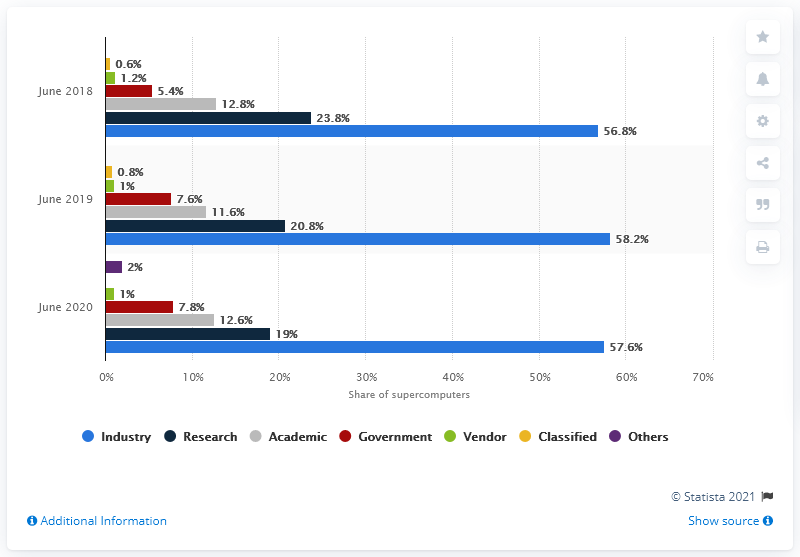 0.6%
1.2%
June 2018 5.4%
12.8%
23.8%
56.8%
0.8%
1%
June 2019 7.6%
11.6%
20.8%
58.2%
2%
1%
June 2020 7.8%
12.6%
19%
57.6%
0% 10% 20% 30% 40% 50% 60% 70%
Share of supercomputers
Industry Research Academic Government Vendor Classified Others
© Statista 2021
Additional Information Show source